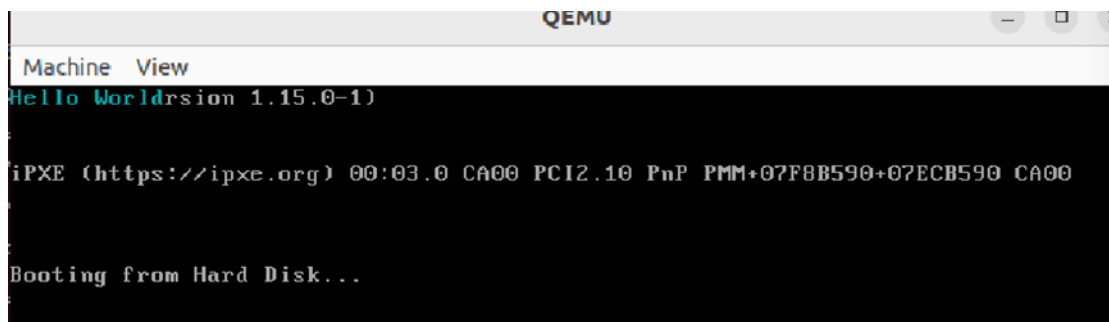 QEMU
Machine View
Hello Worldrsion 1.15.0-1)
iPXE (https://ipxe.org) 00:03.0 CA00 PCI2.10 PnP PMM+07F8B590+07ECB590 CA00
Booting from Hard Disk...